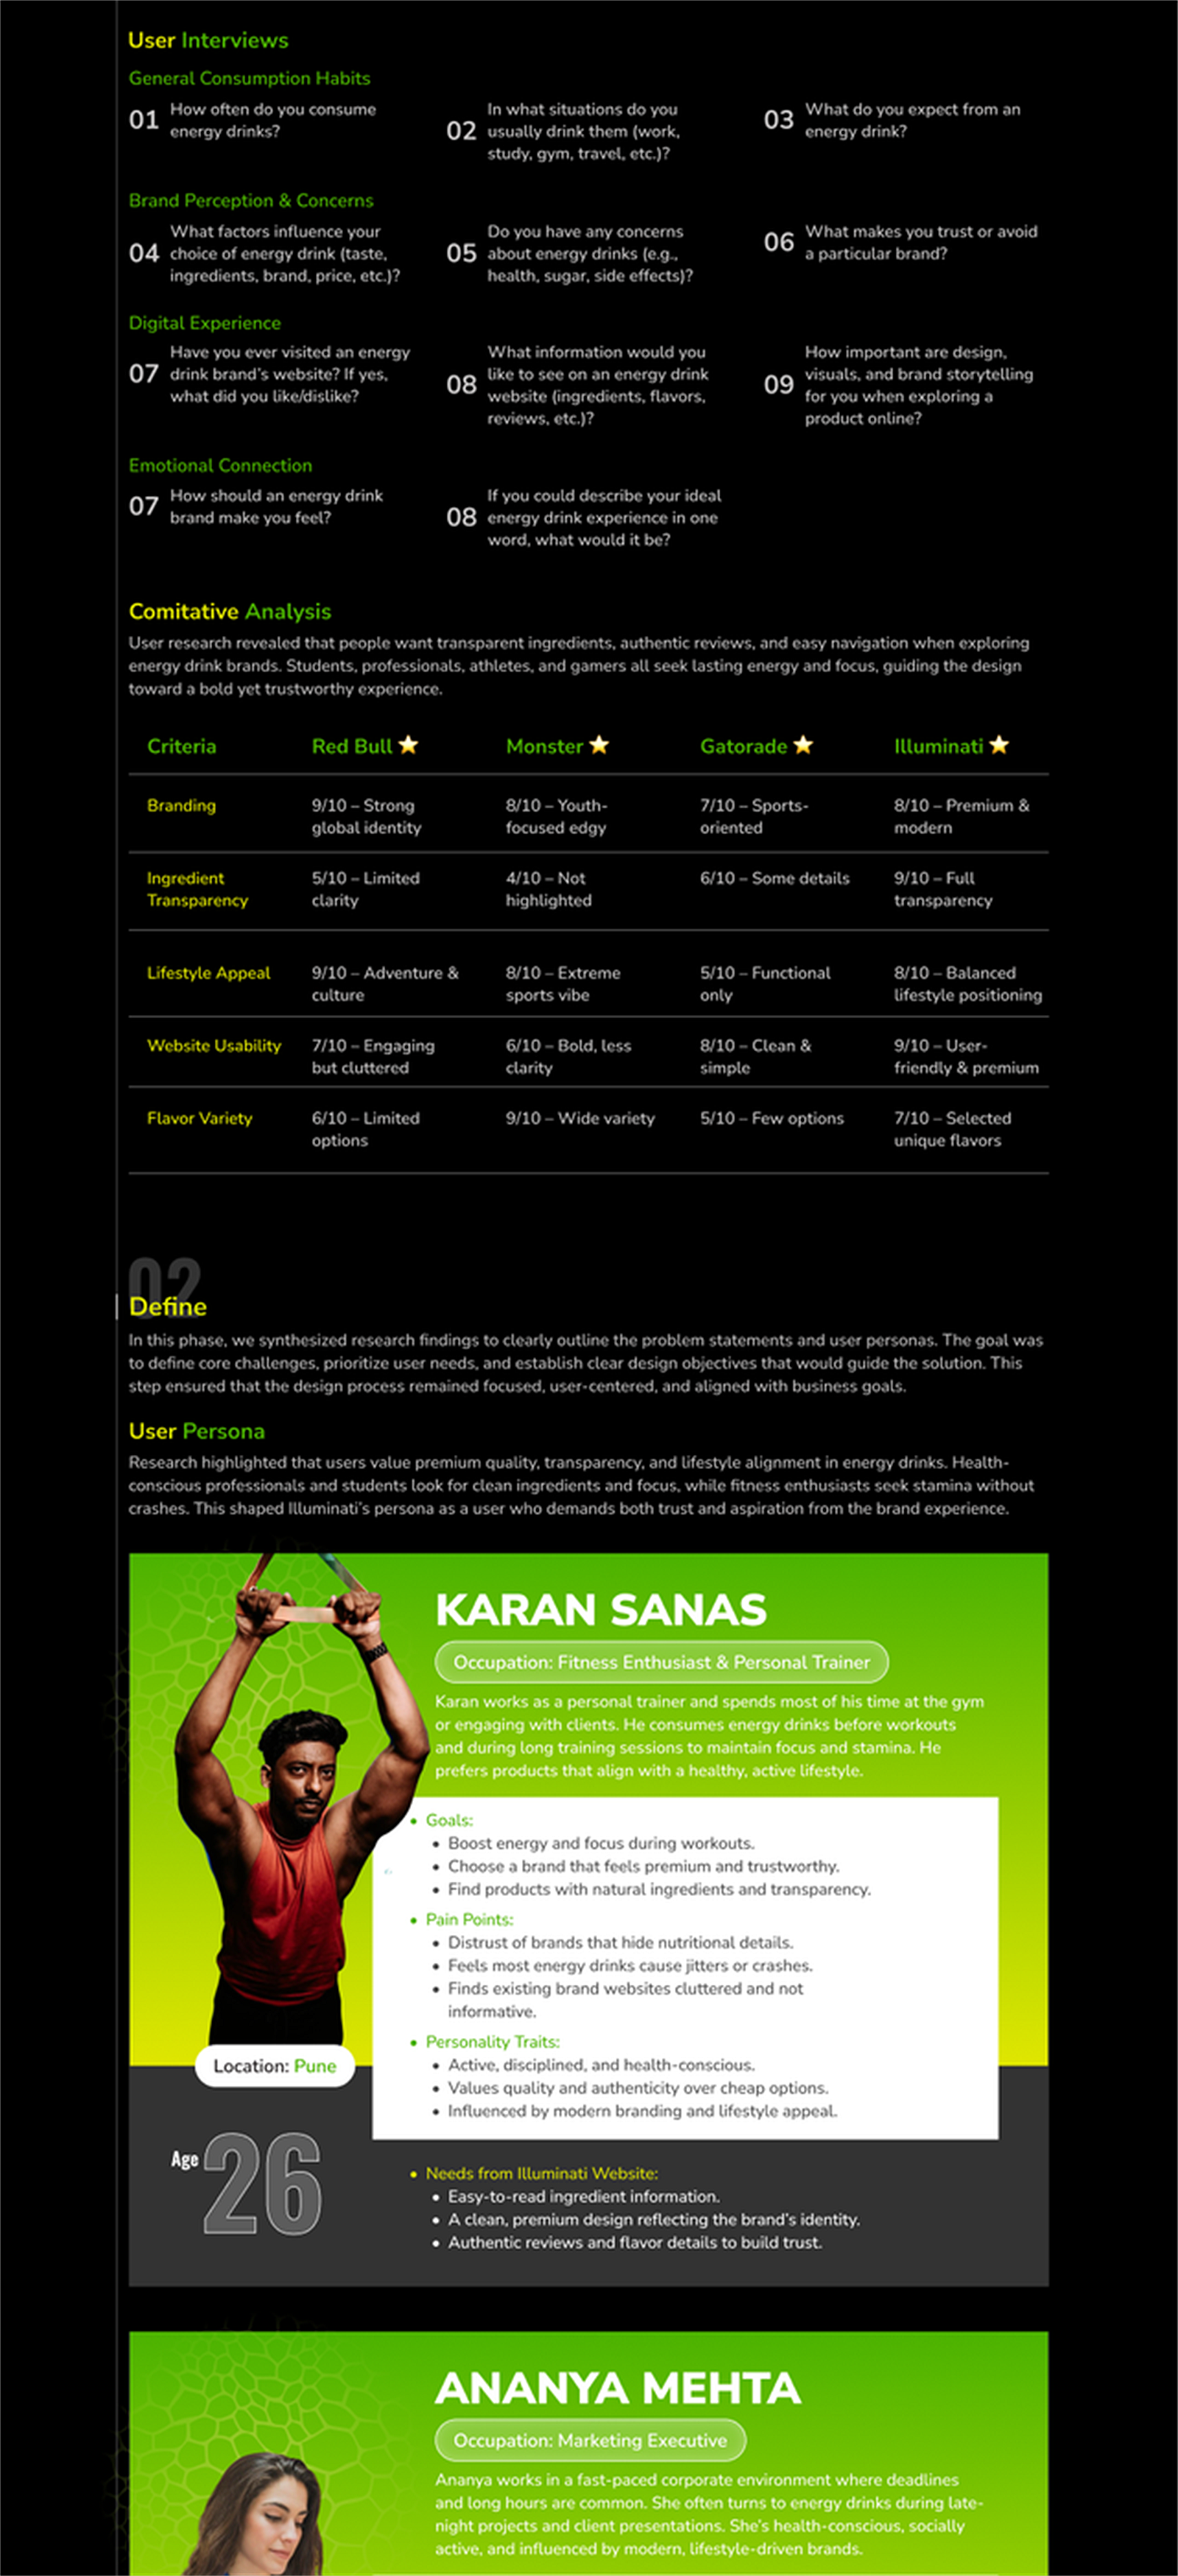 User Interviews
General Consumption Habits
01
How often do you consume
energy drinks?
02
In what situations do you
usually drink them (work,
study, gym, travel, etc.)?
03
What do you expect from an
energy drink?
Brand Perception & Concerns
04
What factors influence your
choice of energy drink (taste,
ingredients, brand, price, etc.)?
05
Do you have any concerns
about energy drinks (e.g.,
health, sugar, side effects)?
06
What makes you trust or avoid
a particular brand?
Digital Experience
07
Have you ever visited an energy
drink brand's website? If yes,
what did you like/dislike?
08
What information would you
like to see on an energy drink
website (ingredients, flavors,
reviews, etc.)?
09
How important are design,
visuals, and brand storytelling
for you when exploring a
product online?
Emotional Connection
07
How should an energy drink
brand make you feel?
08
If you could describe your ideal
energy drink experience in one
word, what would it be?
Comitative Analysis
User research revealed that people want transparent ingredients, authentic reviews, and easy navigation when exploring
energy drink brands. Students, professionals, athletes, and gamers all seek lasting energy and focus, guiding the design
toward a bold yet trustworthy experience.
Criteria
Red Bull ⭐
Monster ⭐
Gatorade ⭐
Illuminati ⭐
Branding
9/10 – Strong
global identity
8/10 – Youth-
focused edgy
7/10 – Sports-
oriented
8/10 – Premium &
modern
Ingredient
Transparency
5/10 – Limited
clarity
4/10 – Not
highlighted
6/10 – Some details
9/10 – Full
transparency
Lifestyle Appeal
9/10 – Adventure &
culture
8/10 – Extreme
sports vibe
5/10 – Functional
only
8/10 – Balanced
lifestyle positioning
Website Usability
7/10 – Engaging
but cluttered
6/10 – Bold, less
clarity
8/10 – Clean &
simple
9/10 – User-
friendly & premium
Flavor Variety
6/10 – Limited
options
9/10 – Wide variety
5/10 – Few options
7/10 – Selected
unique flavors
02
Define
In this phase, we synthesized research findings to clearly outline the problem statements and user personas. The goal was
to define core challenges, prioritize user needs, and establish clear design objectives that would guide the solution. This
step ensured that the design process remained focused, user-centered, and aligned with business goals.
User Persona
Research highlighted that users value premium quality, transparency, and lifestyle alignment in energy drinks. Health-
conscious professionals and students look for clean ingredients and focus, while fitness enthusiasts seek stamina without
crashes. This shaped Illuminati's persona as a user who demands both trust and aspiration from the brand experience.
KARAN SANAS
Occupation: Fitness Enthusiast & Personal Trainer
Karan works as a personal trainer and spends most of his time at the gym
or engaging with clients. He consumes energy drinks before workouts
and during long training sessions to maintain focus and stamina. He
prefers products that align with a healthy, active lifestyle.
• Goals:
• Boost energy and focus during workouts.
• Choose a brand that feels premium and trustworthy.
• Find products with natural ingredients and transparency.
• Pain Points:
• Distrust of brands that hide nutritional details.
• Feels most energy drinks cause jitters or crashes.
• Finds existing brand websites cluttered and not
informative.
• Personality Traits:
• Active, disciplined, and health-conscious.
• Values quality and authenticity over cheap options.
• Influenced by modern branding and lifestyle appeal.
Location: Pune
Age 26
• Needs from Illuminati Website:
• Easy-to-read ingredient information.
• A clean, premium design reflecting the brand's identity.
• Authentic reviews and flavor details to build trust.
ANANYA MEHTA
Occupation: Marketing Executive
Ananya works in a fast-paced corporate environment where deadlines
and long hours are common. She often turns to energy drinks during late-
night projects and client presentations. She's health-conscious, socially
active, and influenced by modern, lifestyle-driven brands.